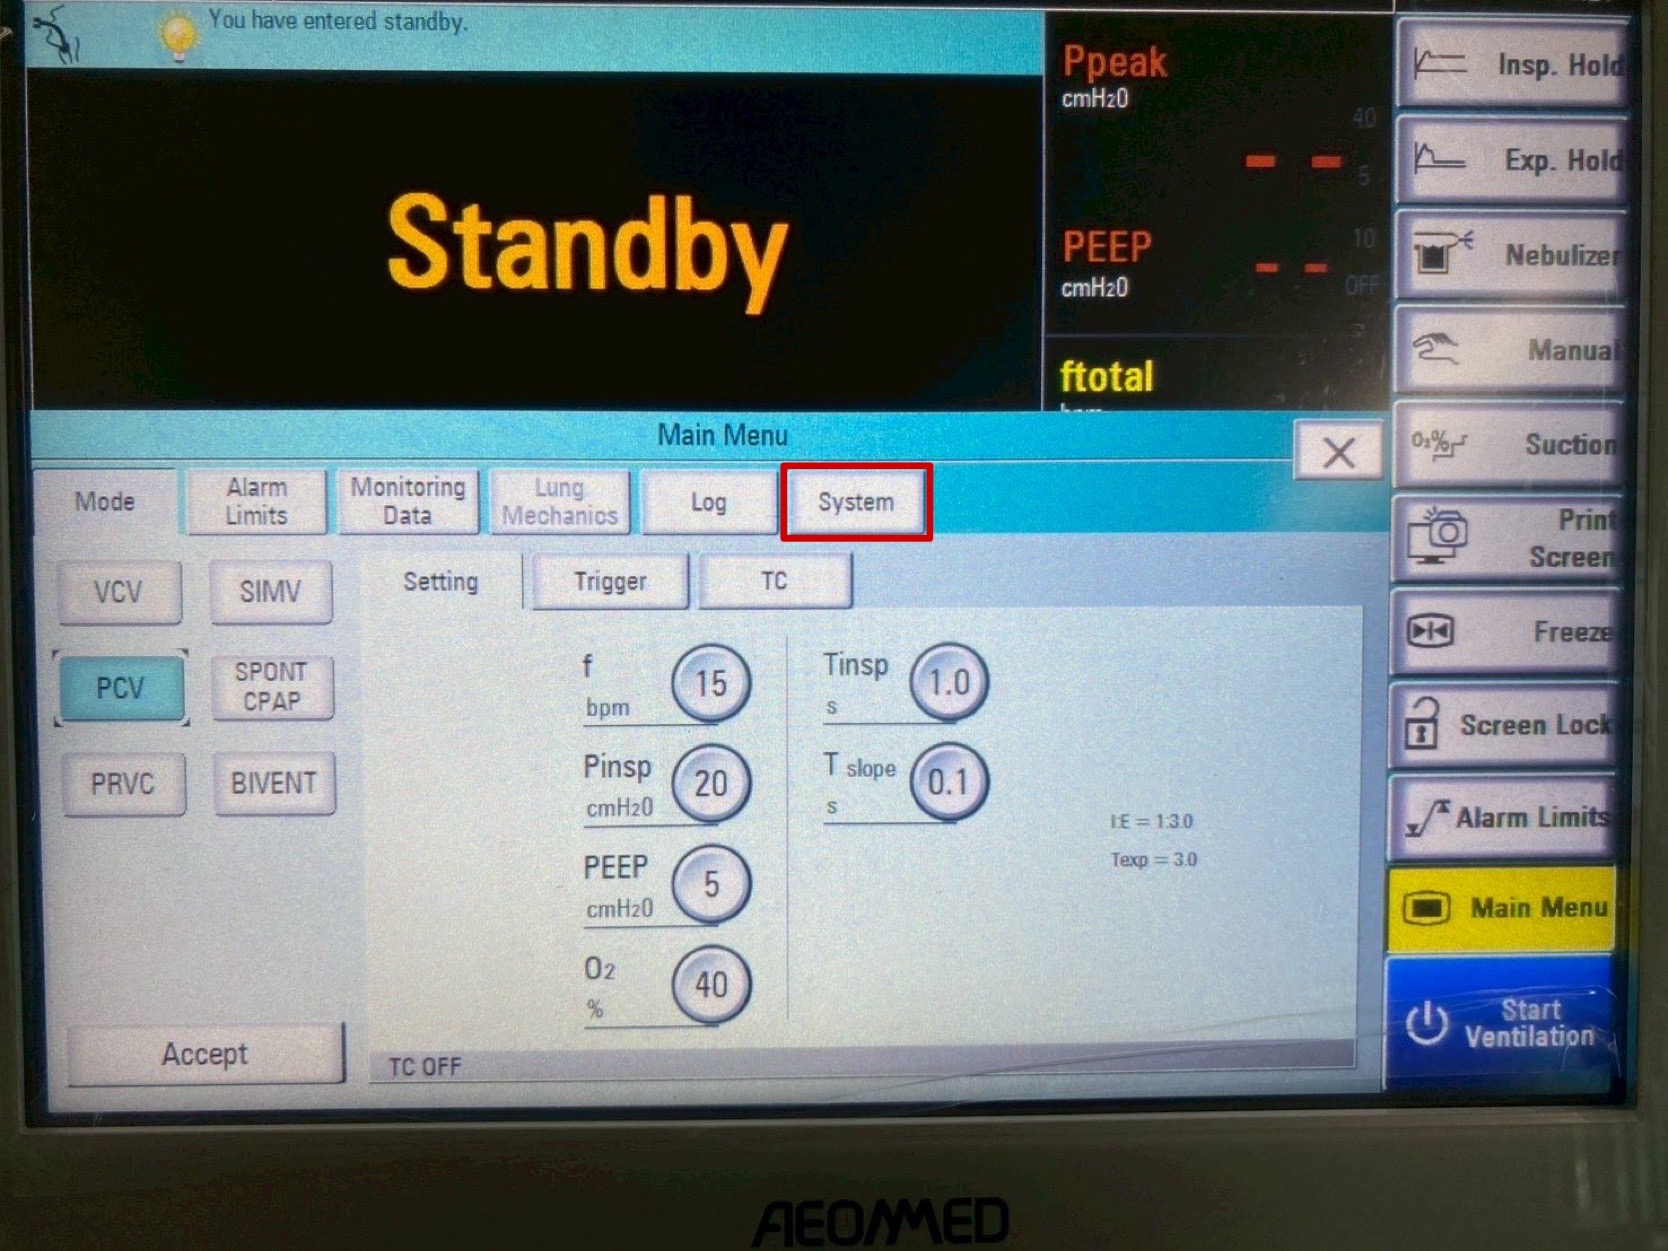 You have entered standby.
Standby
Ppeak
cmH2O
40
-- --
5
PEEP
cmH2O
10
-- --
OFF
ftotal
Insp. Hold
Exp. Hold
Nebulizer
Manual
O2%
Suction
Print
Screen
Freeze
Screen Lock
Alarm Limits
Main Menu
Start
Ventilation
Main Menu
X
Mode
Alarm
Limits
Monitoring
Data
Lung
Mechanics
Log
System
VCV
SIMV
PCV
SPONT
CPAP
PRVC
BIVENT
Accept
Setting
Trigger
TC
f
bpm
15
Pinsp
cmH2O
20
PEEP
cmH2O
5
O2
%
40
Tinsp
s
1.0
T slope
s
0.1
I:E = 1:3.0
Texp = 3.0
TC OFF
AEONMED